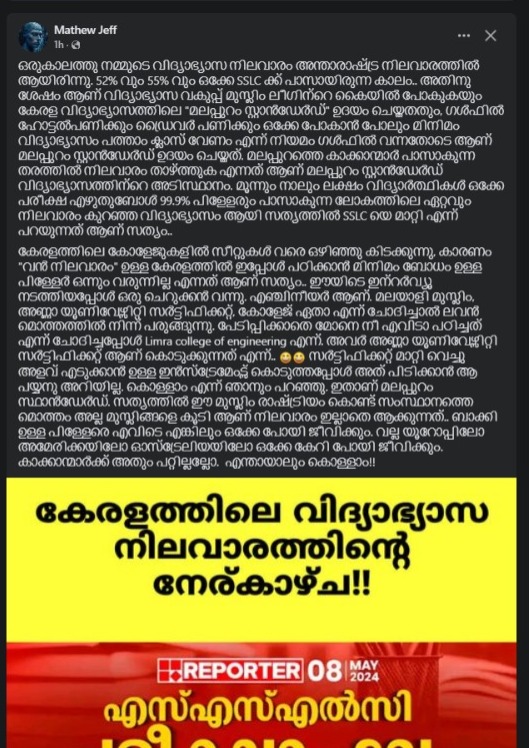 Mathew Jeff
1h
ഒരുകാലത്തു നമ്മുടെ വിദ്യാഭ്യാസ നിലവാരം അന്താരാഷ്ട്ര നിലവാരത്തിൽ
ആയിരിന്നു. 52% വും 55% വും ഒക്കേ SSLC ക്ക് പാസായിരുന്ന കാലം.. അതിനു
ശേഷം ആണ് വിദ്യാഭ്യാസ വകുപ്പ് മുസ്ലിം ലീഗിൻറെ കൈയിൽ പോകുകയും
കേരള വിദ്യാഭാസത്തിലെ "മലപ്പുറം സ്റ്റാൻഡേർഡ്" ഉദയം ചെയ്തതും, ഗൾഫിൽ
ഹോട്ടൽപണിക്കും ഡ്രൈവർ പണിക്കും ഒക്കേ പോകാൻ പോലും മിനിമം
വിദ്യാഭാസം പത്താം ക്ലാസ് വേണം എന്ന് നിയമം ഗൾഫിൽ വന്നതോടെ ആണ്
മലപ്പുറം സ്റ്റാൻഡേർഡ് ഉദയം ചെയ്തത്. മലപ്പുറത്തെ കാക്കാന്മാർ പാസാകുന്ന
തരത്തിൽ നിലവാരം താഴ്ത്തുക എന്നത് ആണ് മലപ്പുറം സ്റ്റാൻഡേർഡ്
വിദ്യാഭാസത്തിൻറെ അടിസ്ഥാനം. മൂന്നും നാലും ലക്ഷം വിദ്യാർത്ഥികൾ ഒക്കേ
പരീക്ഷ എഴുതുബോൾ 99.9% പിള്ളേരും പാസാകുന്ന ലോകത്തിലെ ഏറ്റവും
നിലവാരം കുറഞ്ഞ വിദ്യാഭ്യാസം ആയി സത്യത്തിൽ SSLC യെ മാറ്റി എന്ന്
പറയുന്നത് ആണ് സത്യം..
കേരളത്തിലെ കോളേജുകളിൽ സീറ്റുകൾ വരെ ഒഴിഞ്ഞു കിടക്കുന്നു, കാരണം
"വൻ നിലവാരം" ഉള്ള കേരളത്തിൽ ഇപ്പോൾ പഠിക്കാൻ മിനിമം ബോധം ഉള്ള
പിള്ളേർ ഒന്നും വരുന്നില്ല എന്നത് ആണ് സത്യം.. ഈയിടെ ഇന്റർവ്യൂ
നടത്തിയപ്പോൾ ഒരു ചെറുക്കൻ വന്നു. എഞ്ചിനീയർ ആണ്. മലയാളി മുസ്ലിം,
അണ്ണാ യൂണിവേഴ്സിറ്റി സർട്ടിഫിക്കറ്റ്. കോളേജ് ഏതാ എന്ന് ചോദിച്ചാൽ ലവൻ
മൊത്തത്തിൽ നിന്ന് പരുങ്ങുന്നു. പേടിപ്പിക്കാതെ മോനെ നീ എവിടാ പഠിച്ചത്
എന്ന് ചോദിച്ചപ്പോൾ Limra college of engineering എന്ന്. അവർ അണ്ണാ യൂണിവേഴ്സിറ്റി
സർട്ടിഫിക്കറ്റ് ആണ് കൊടുക്കുന്നത് എന്ന്.. 😀😀 സർട്ടിഫിക്കറ്റ് മാറ്റി വെച്ചു
അളവ് എടുക്കാൻ ഉള്ള ഇൻസ്ട്രേമേന്റ് കൊടുത്തപ്പോൾ അത് പിടിക്കാൻ ആ
പയ്യനു അറിയില്ല. കൊള്ളാം എന്ന് ഞാനും പറഞ്ഞു. ഇതാണ് മലപ്പുറം
സ്ഥാൻഡേർഡ്. സത്യത്തിൽ ഈ മുസ്ലിം രാഷ്ട്രിയം കൊണ്ട് സംസ്ഥാനത്തെ
മൊത്തം അല്ല മുസ്ലിങ്ങളെ കൂടി ആണ് നിലവാരം ഇല്ലാതെ ആക്കുന്നത്.. ബാക്കി
ഉള്ള പിള്ളേരെ എവിടെ എങ്കിലും ഒക്കേ പോയി ജീവിക്കും. വല്ല യൂറോപ്പിലോ
അമേരിക്കയിലോ ഓസ്ട്രേലിയയിലോ ഒക്കേ കേറി പോയി ജീവിക്കും.
കാക്കാന്മാർക്ക് അതും പറ്റില്ലല്ലോ. എന്തായാലും കൊള്ളാം!!
കേരളത്തിലെ വിദ്യാഭ്യാസ
നിലവാരത്തിന്റെ
നേര്കാഴ്ച!!
REPORTER 08 MAY 2024
എസ്എസ്എൽസി